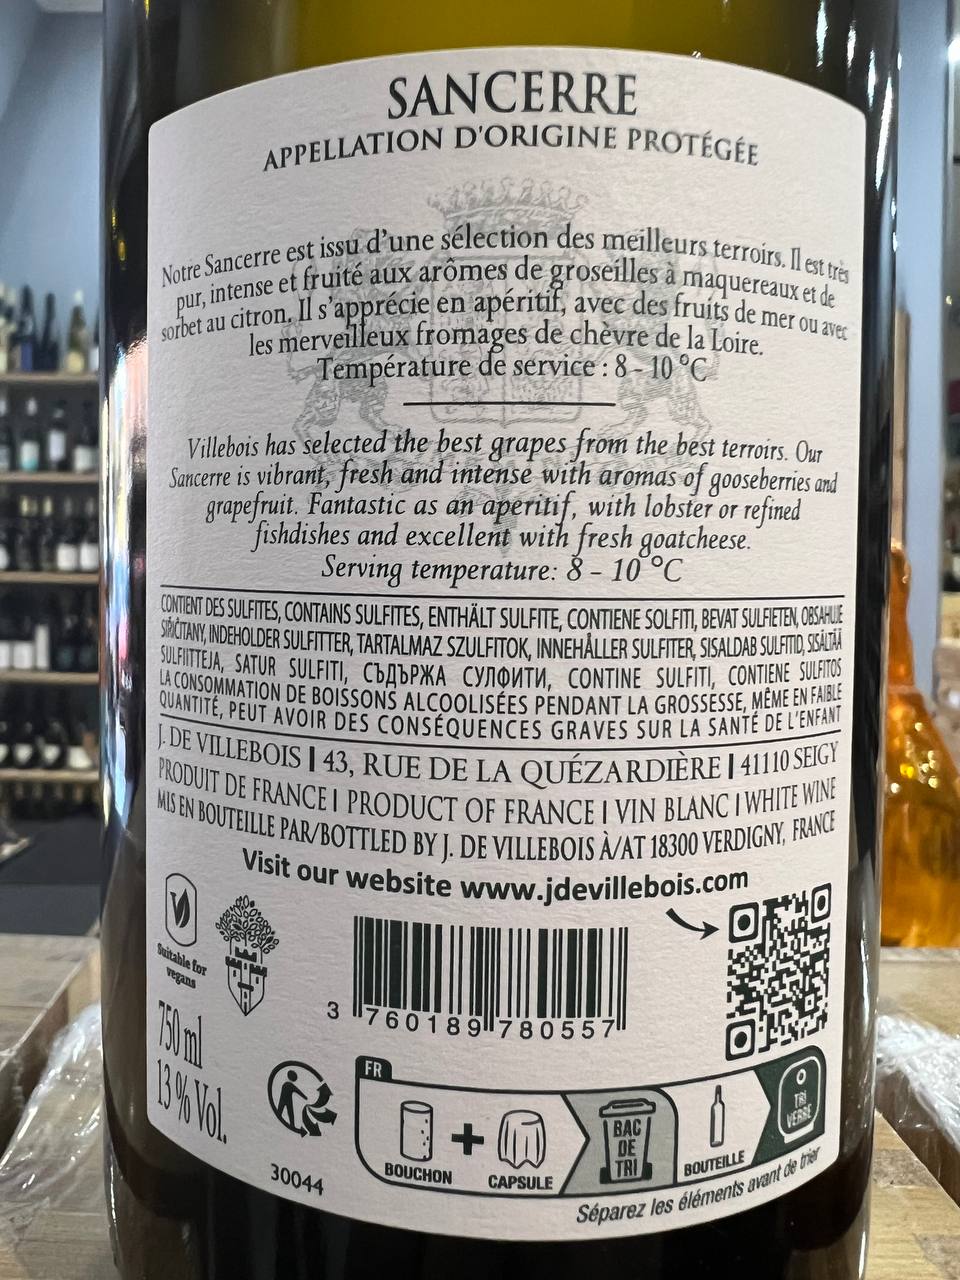 SANCERRE
APPELLATION D'ORIGINE PROTÉGÉE
Notre Sancerre est issu d'une sélection des meilleurs terroirs. Il est très
pur, intense et fruité aux arômes de groseilles à maquereaux et de
sorbet au citron. Il s'apprécie en apéritif, avec des fruits de mer ou avec
les merveilleux fromages de chèvre de la Loire.
Température de service : 8 - 10 °C
Villebois has selected the best grapes from the best terroirs. Our
Sancerre is vibrant, fresh and intense with aromas of gooseberries and
grapefruit. Fantastic as an aperitif, with lobster or refined
fishdishes and excellent with fresh goatcheese.
Serving temperature: 8 - 10 °C
CONTIENT DES SULFITES, CONTAINS SULFITES, ENTHÄLT SULFITE, CONTIENE SOLFITI, BEVAT SULFIETEN, OBSAHUJE
SIŘIČITANY, INDEHOLDER SULFITTER, TARTALMAZ SZULFITOK, INNEHÅLLER SULFITER, SISALDAB SULFITID, SISÄLTÄÄ
SULFIITTEJA, SATUR SULFITI, СЪДЪРЖА СУЛФИТИ, CONTINE SULFITI, CONTIENE SULFITOS
LA CONSOMMATION DE BOISSONS ALCOOLISÉES PENDANT LA GROSSESSE, MÊME EN FAIBLE
QUANTITÉ, PEUT AVOIR DES CONSÉQUENCES GRAVES SUR LA SANTÉ DE L'ENFANT
J. DE VILLEBOIS | 43, RUE DE LA QUÉZARDIÈRE | 41110 SEIGY
PRODUIT DE FRANCE | PRODUCT OF FRANCE | VIN BLANC | WHITE WINE
MIS EN BOUTEILLE PAR/BOTTLED BY J. DE VILLEBOIS À/AT 18300 VERDIGNY, FRANCE
Visit our website www.jdevillebois.com
Suitable for
vegans
3 760189 780557
750 ml
13 % Vol.
30044
FR
BOUCHON
+
CAPSULE
BAC
DE
TRI
BOUTEILLE
TRI
VERRE
Séparez les éléments avant de trier